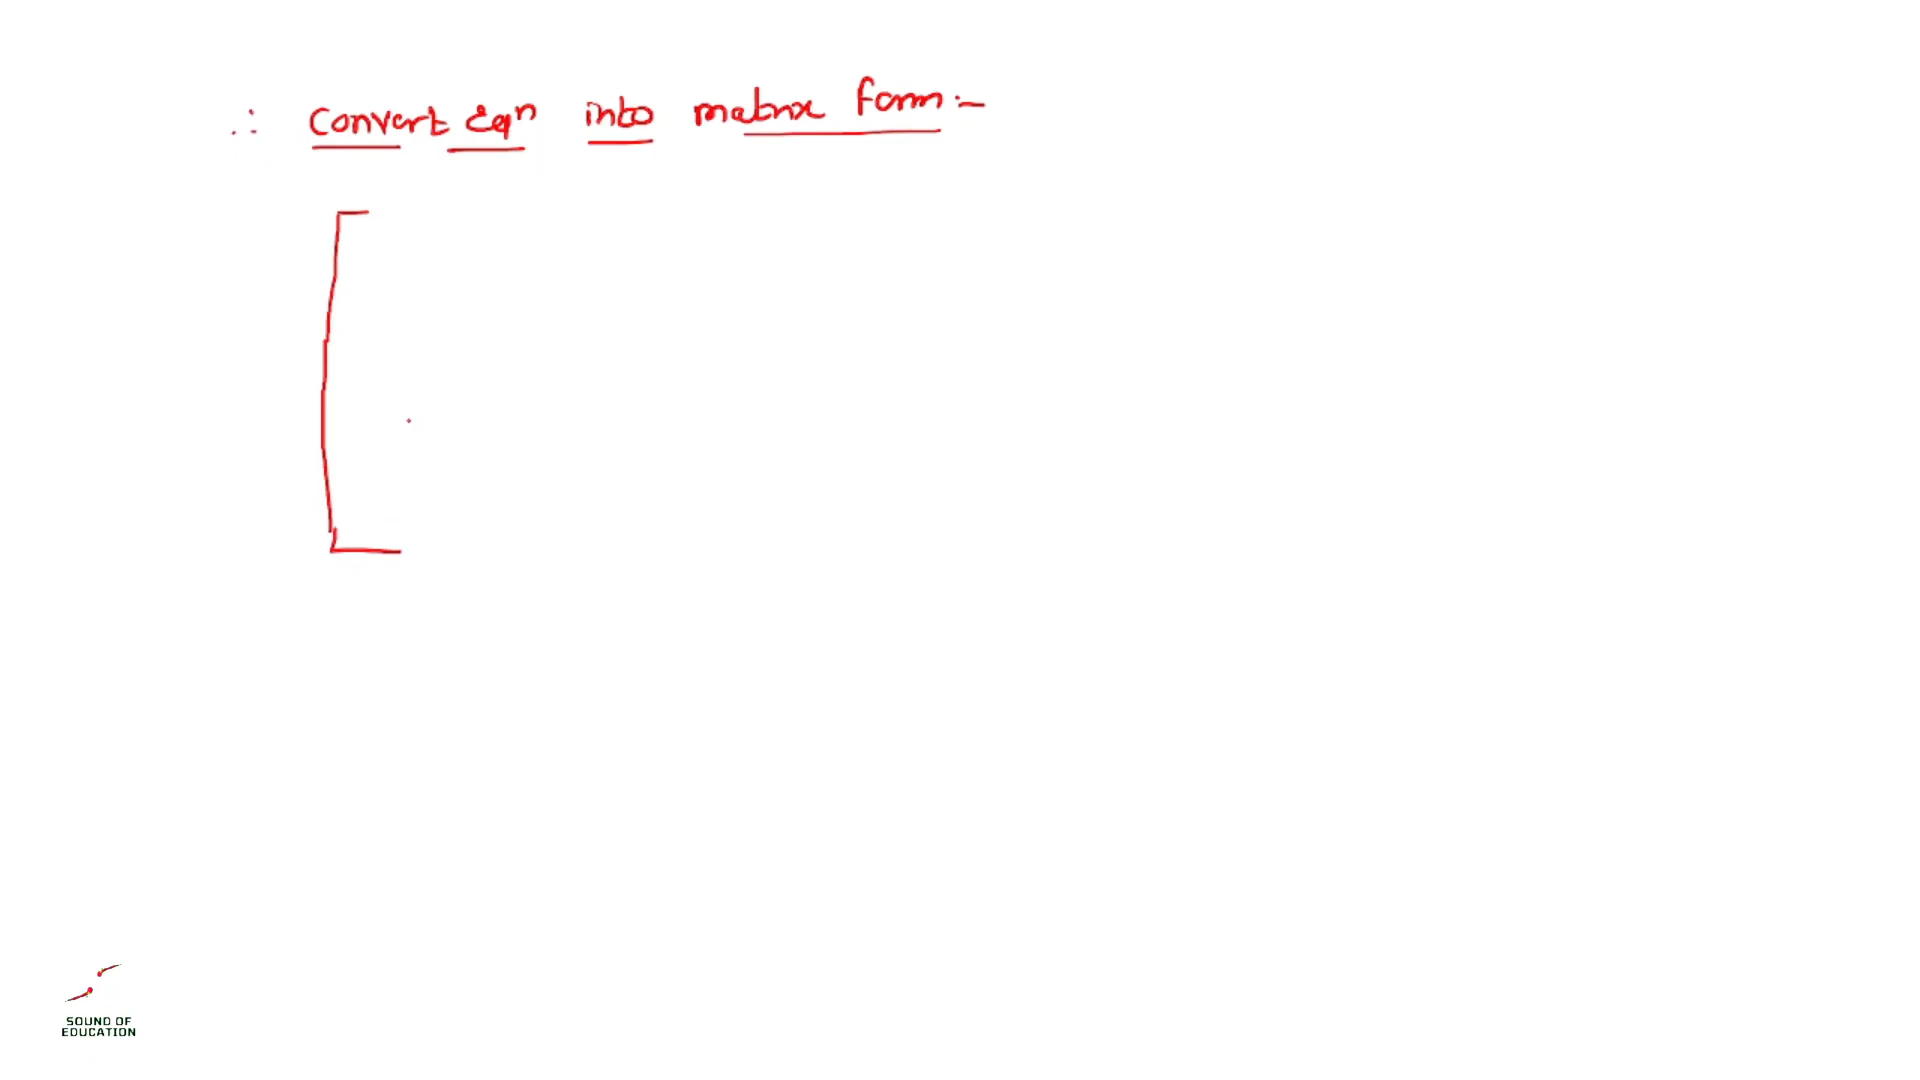 ∴ Convert Eqn into matrix form:-
SOUND OF
EDUCATION